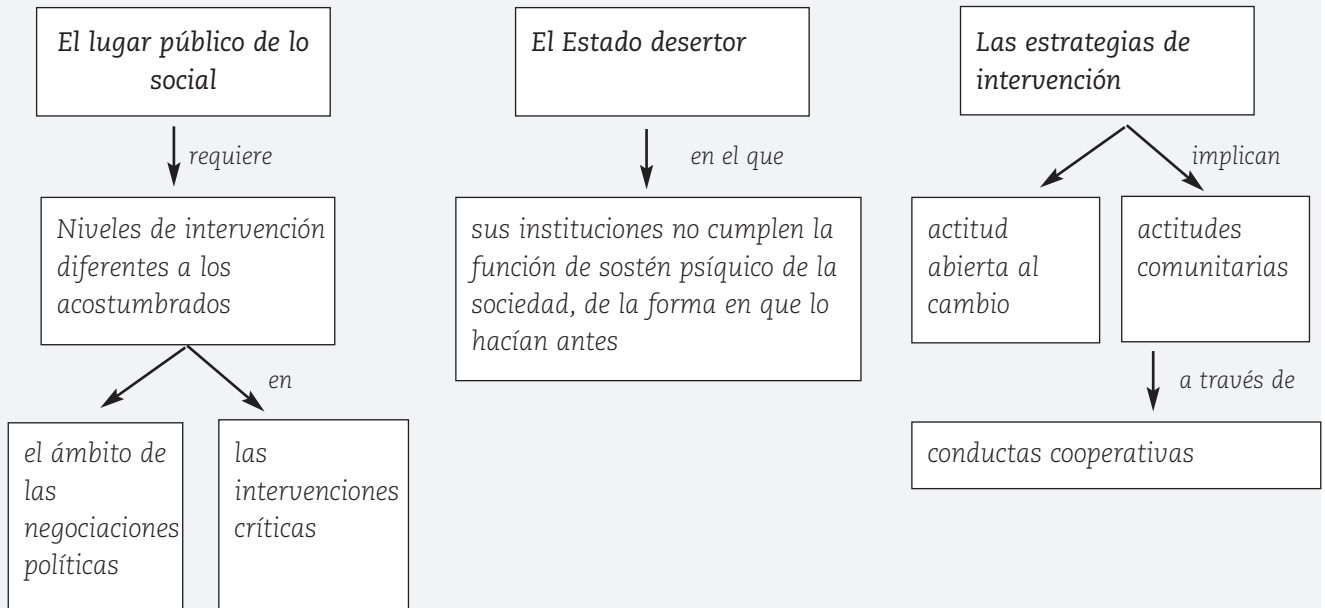 El lugar público de lo
social
requiere
Niveles de intervención
diferentes a los
acostumbrados
en
el ámbito de
las
negociaciones
políticas
las
intervenciones
críticas
El Estado desertor
en el que
sus instituciones no cumplen la
función de sostén psíquico de la
sociedad, de la forma en que lo
hacían antes
Las estrategias de
intervención
implican
actitud
abierta al
cambio
actitudes
comunitarias
a través de
conductas cooperativas